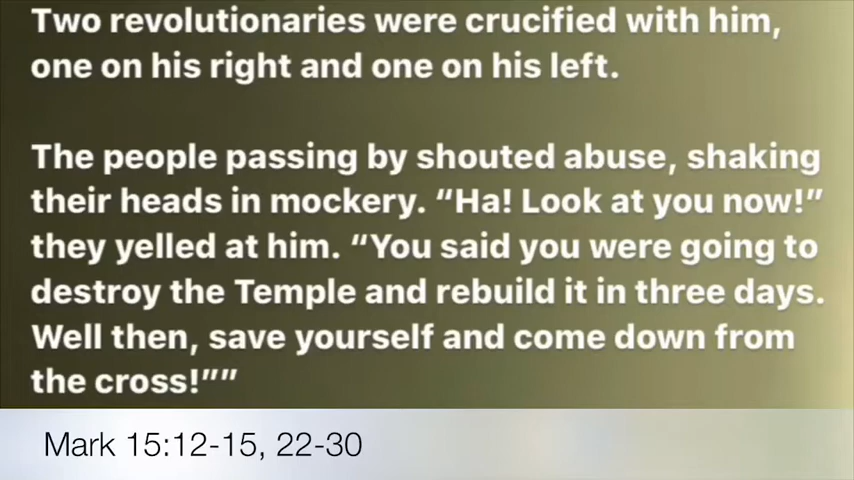 Two revolutionaries were crucified with him,
one on his right and one on his left.
The people passing by shouted abuse, shaking
their heads in mockery. “Ha! Look at you now!”
they yelled at him. “You said you were going to
destroy the Temple and rebuild it in three days.
Well then, save yourself and come down from
the cross!””
Mark 15:12-15, 22-30